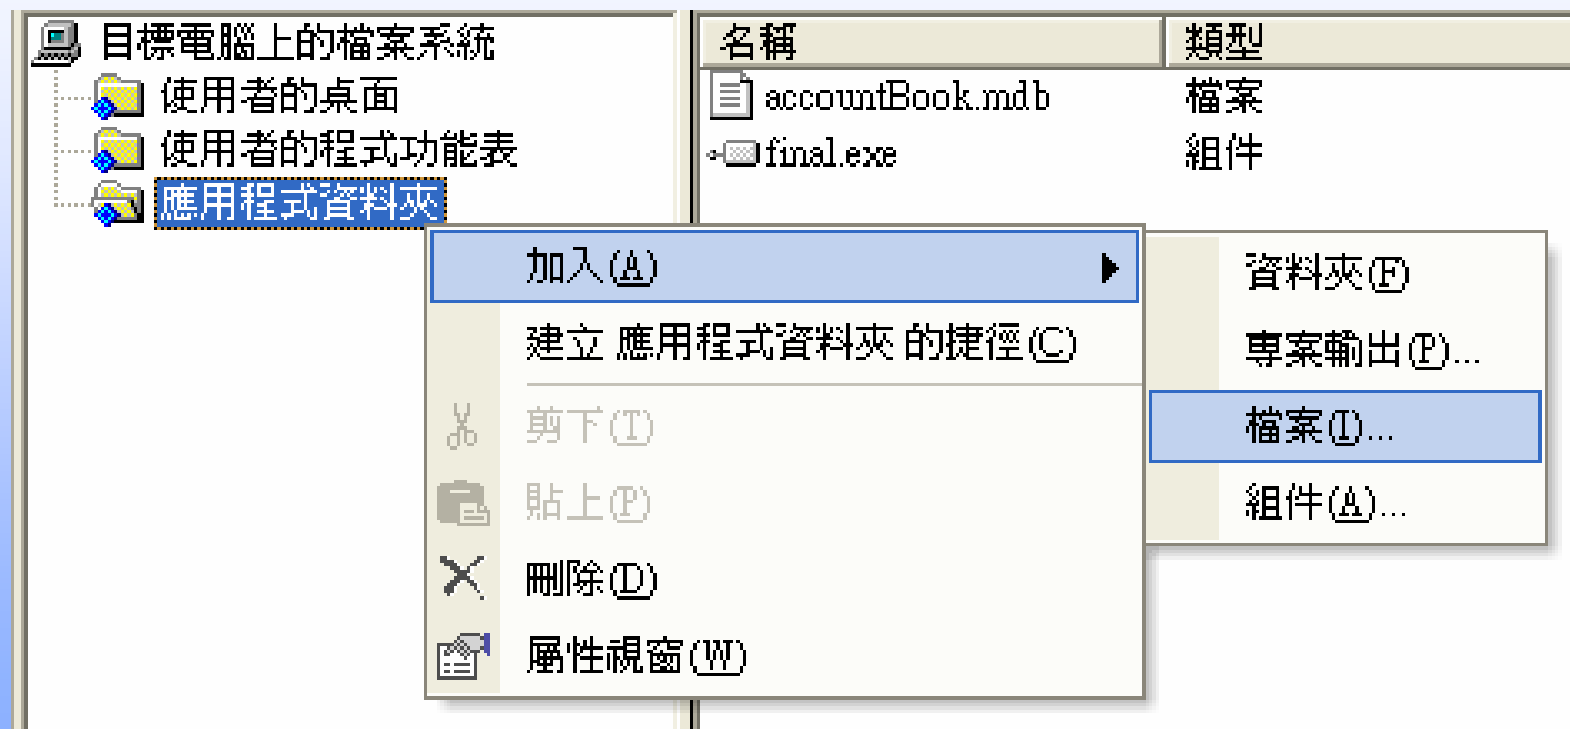 目標電腦上的檔案系統
使用者的桌面
使用者的程式功能表
應用程式資料夾
名稱 類型
accountBook.mdb 檔案
final.exe 組件
加入(A)
建立 應用程式資料夾 的捷徑(C)
剪下(T)
貼上(P)
刪除(D)
屬性視窗(W)
資料夾(F)
專案輸出(P)...
檔案(I)...
組件(A)...